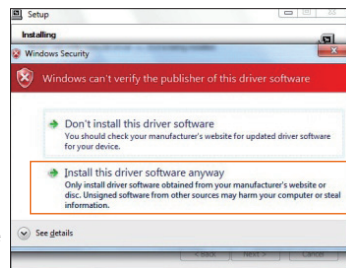 Setup
Installing
Windows Security
Windows can't verify the publisher of this driver software
Don't install this driver software
You should check your manufacturer's website for updated driver software
for your device.
Install this driver software anyway
Only install driver software obtained from your manufacturer's website or
disc. Unsigned software from other sources may harm your computer or steal
information.
See details
< Back Next > Cancel